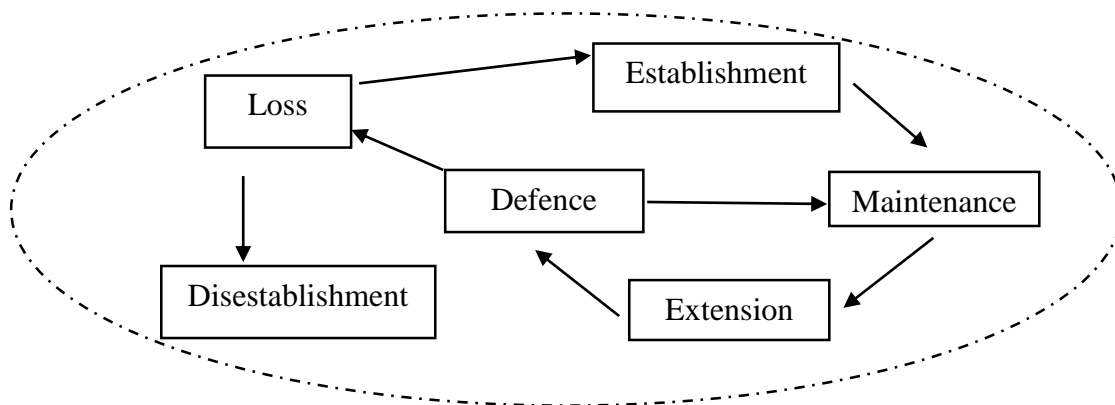 Establishment
Loss
Defence
Maintenance
Disestablishment
Extension